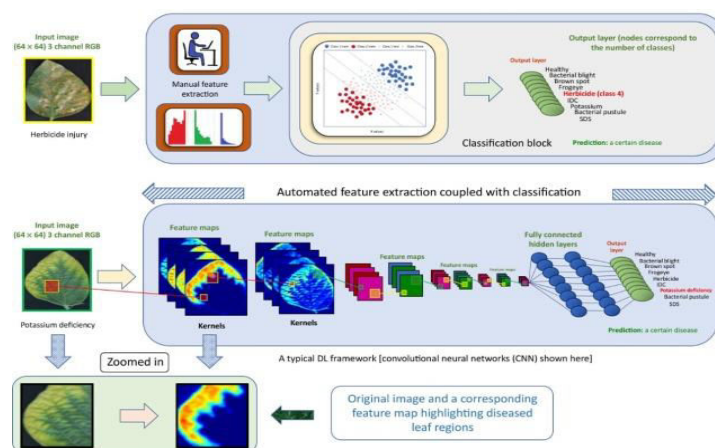 Input image
(64 × 64) 3 channel RGB
Herbicide injury
Manual feature
extraction
Output layer (nodes correspond to
the number of classes)
Output layer
Healthy
Bacterial blight
Brown spot
Frogeye
Herbicide (class 4)
IDC
Potassium
Bacterial pustule
SDS
Classification block
Prediction: a certain disease
Automated feature extraction coupled with classification
Input image
(64 × 64) 3 channel RGB
Potassium deficiency
Feature maps
Feature maps
Feature maps
Feature maps
Feature maps
Kernels
Kernels
Fully connected
hidden layers
Output
layer
Healthy
Bacterial blight
Brown spot
Frogeye
Herbicide
IDC
Potassium deficiency
Bacterial pustule
SDS
Prediction: a certain disease
A typical DL framework [convolutional neural networks (CNN) shown here]
Zoomed in
Original image and a corresponding
feature map highlighting diseased
leaf regions